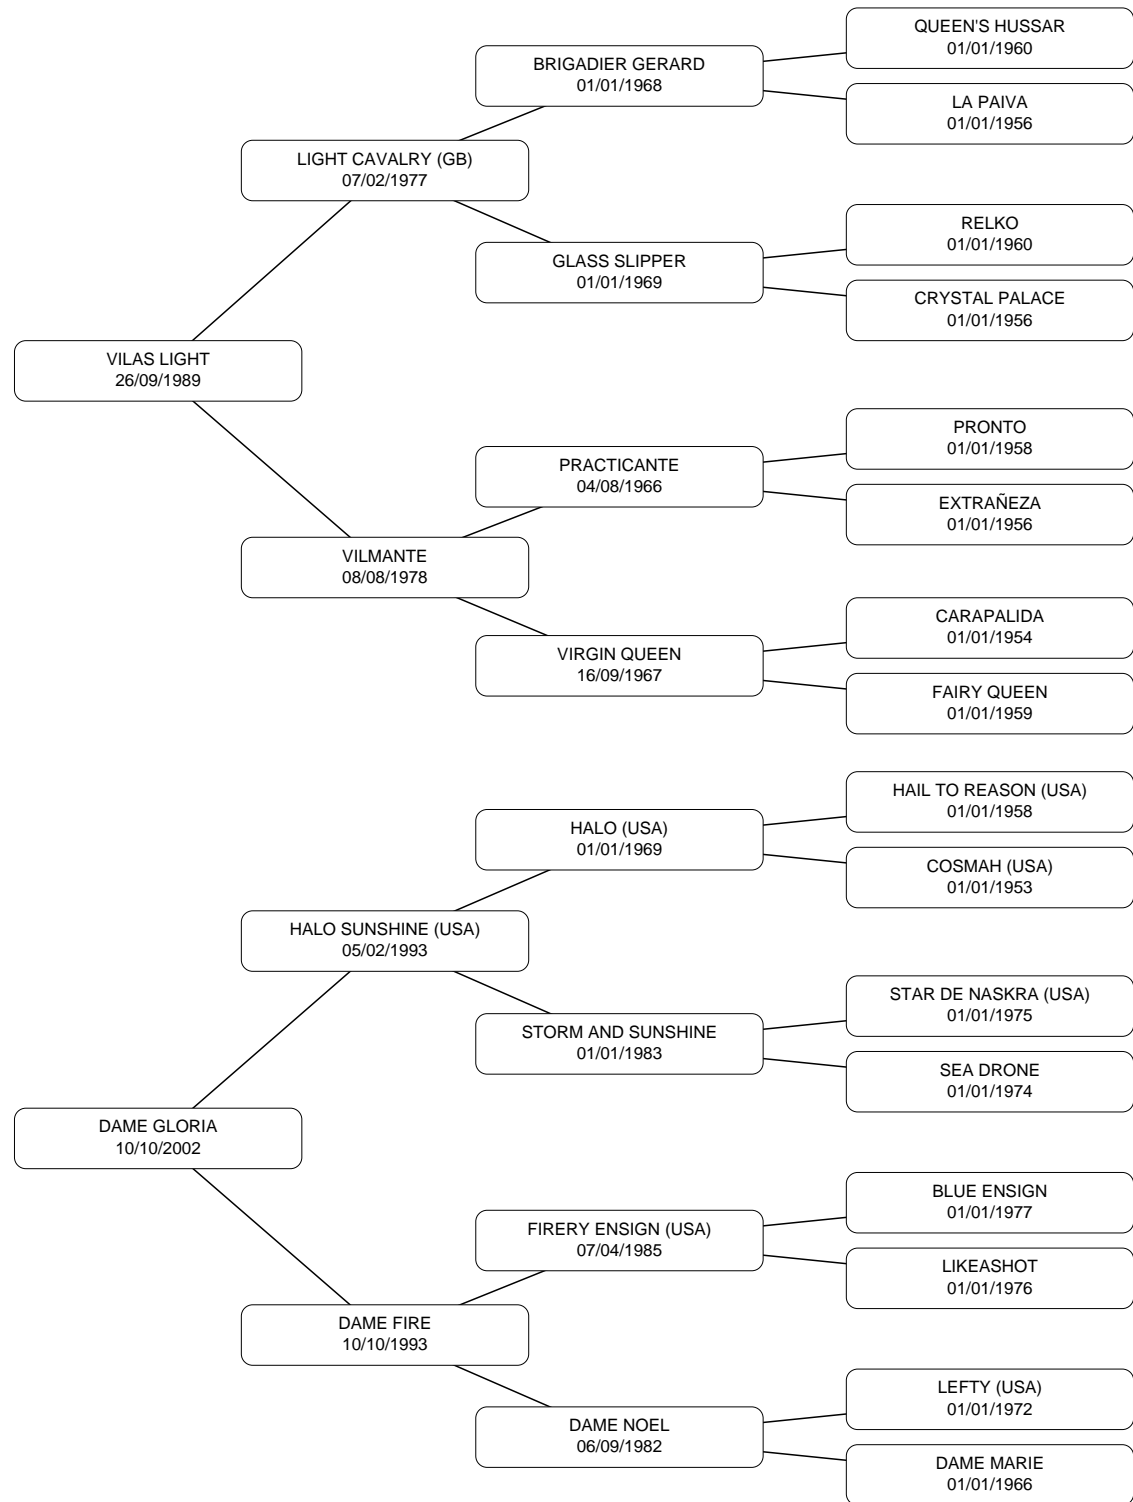 QUEEN'S HUSSAR
01/01/1960
BRIGADIER GERARD
01/01/1968
LA PAIVA
01/01/1956
LIGHT CAVALRY (GB)
07/02/1977
RELKO
01/01/1960
GLASS SLIPPER
01/01/1969
CRYSTAL PALACE
01/01/1956
VILAS LIGHT
26/09/1989
PRONTO
01/01/1958
PRACTICANTE
04/08/1966
EXTRAÑEZA
01/01/1956
VILMANTE
08/08/1978
CARAPALIDA
01/01/1954
VIRGIN QUEEN
16/09/1967
FAIRY QUEEN
01/01/1959
HAIL TO REASON (USA)
01/01/1958
HALO (USA)
01/01/1969
COSMAH (USA)
01/01/1953
HALO SUNSHINE (USA)
05/02/1993
STAR DE NASKRA (USA)
01/01/1975
STORM AND SUNSHINE
01/01/1983
SEA DRONE
01/01/1974
DAME GLORIA
10/10/2002
BLUE ENSIGN
01/01/1977
FIRERY ENSIGN (USA)
07/04/1985
LIKEASHOT
01/01/1976
DAME FIRE
10/10/1993
LEFTY (USA)
01/01/1972
DAME NOEL
06/09/1982
DAME MARIE
01/01/1966